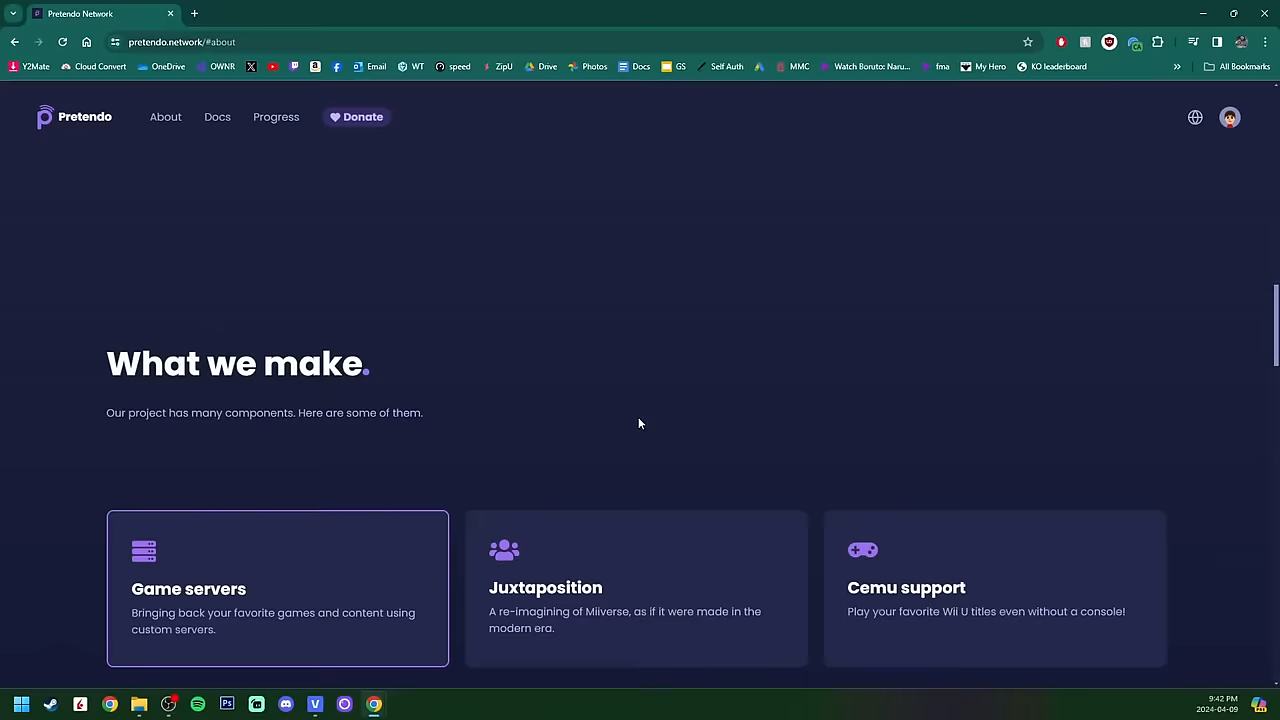 Pretendo Network
pretendo.network/#about
Y2Mate
Cloud Convert
OneDrive
OWNR
Email
WT
speed
ZipU
Drive
Photos
Docs
GS
Self Auth
MMC
Watch Boruto: Naru...
fma
My Hero
KO leaderboard
All Bookmarks
Pretendo
About
Docs
Progress
Donate
What we make.
Our project has many components. Here are some of them.
Game servers
Bringing back your favorite games and content using
custom servers.
Juxtaposition
A re-imagining of Miiverse, as if it were made in the
modern era.
Cemu support
Play your favorite Wii U titles even without a console!
9:42 PM
2024-04-09